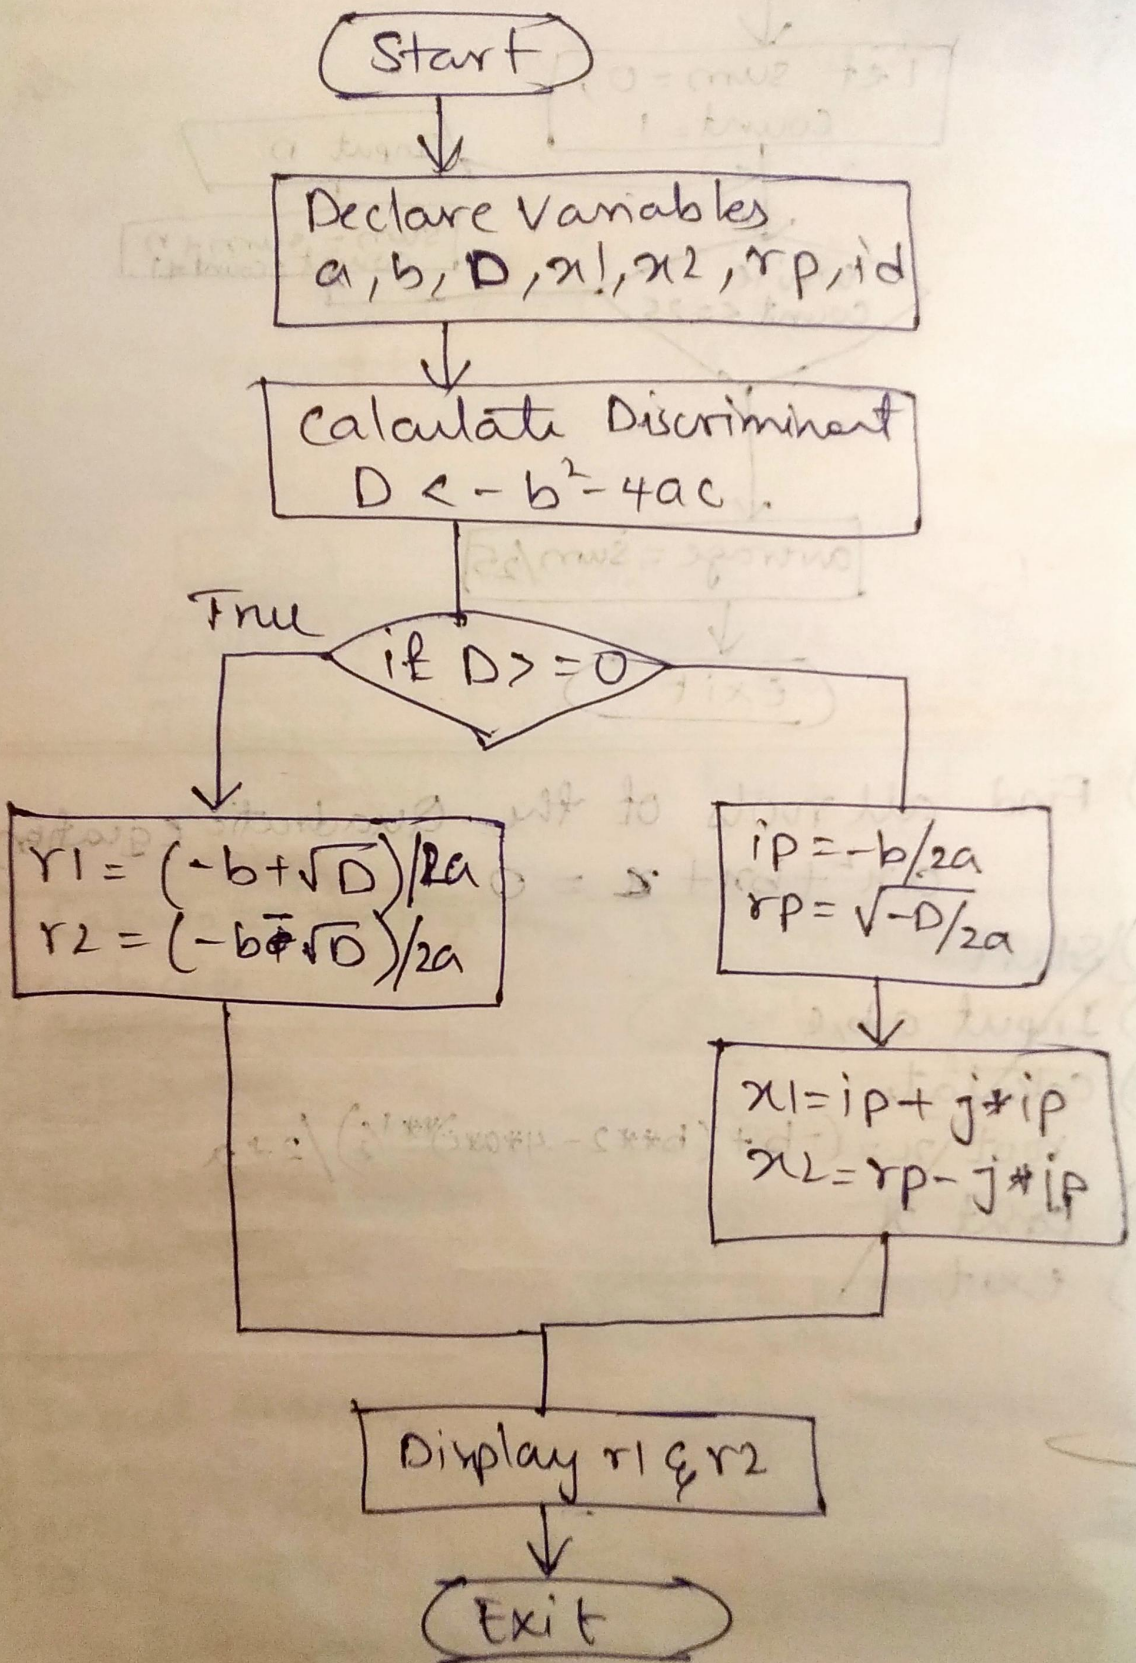 Start
Declare Variables
a, b, D, x1, x2, rp, id
Calculate Discriminant
D <- b²-4ac
True
if D>=0
r1= (-b+√D)/2a
r2=(-b-√D)/2a
ip=-b/2a
rp=√-D/2a
x1=ip+j*ip
x2=rp-j*ip
Display r1 & r2
Exit